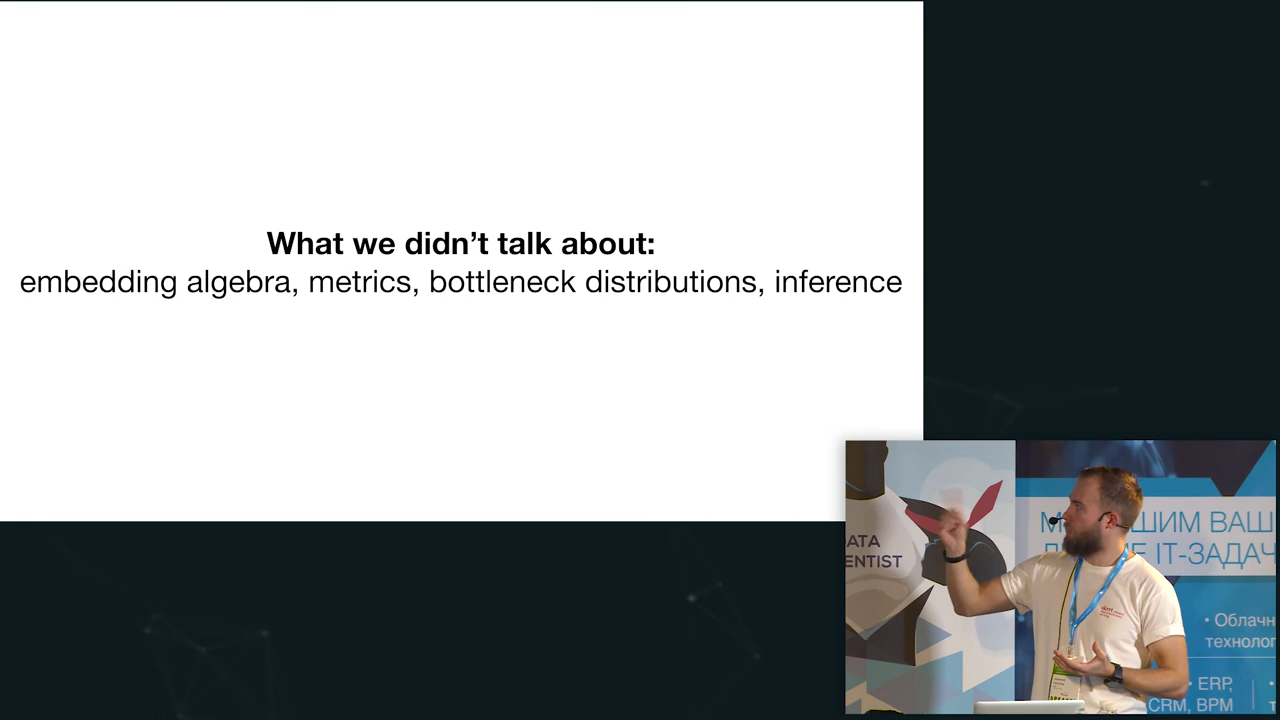 What we didn't talk about:
embedding algebra, metrics, bottleneck distributions, inference
ATA
ENTIST
ШИМ ВАШ
IT-ЗАДАЧ
• Облачн
технолог
• ERP,
CRM, BPM